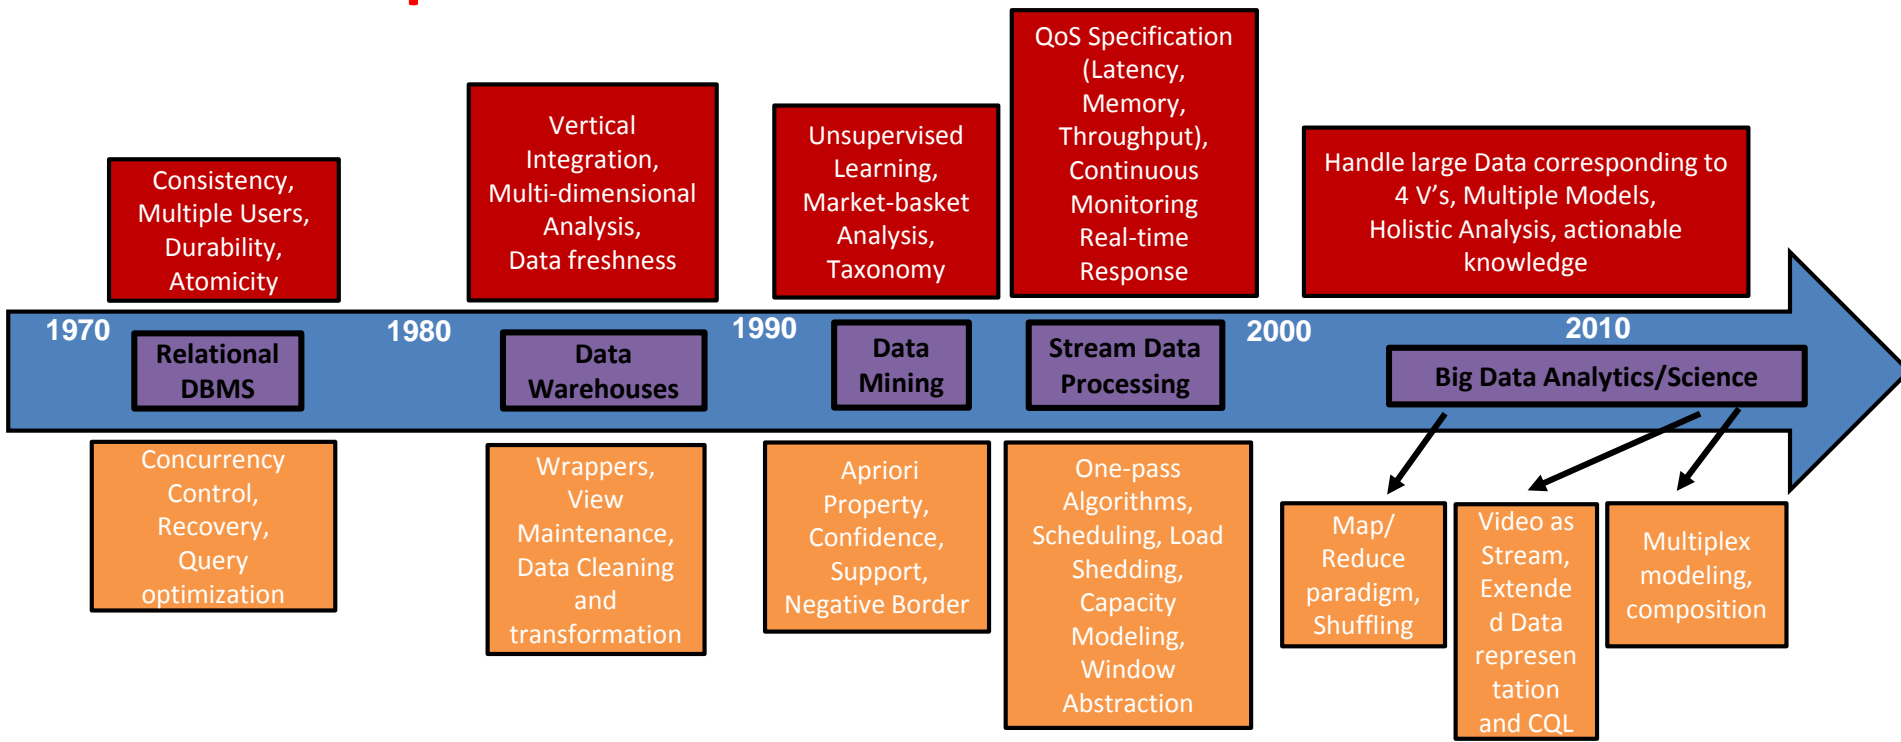 Consistency,
Multiple Users,
Durability,
Atomicity
Vertical
Integration,
Multi-dimensional
Analysis,
Data freshness
Unsupervised
Learning,
Market-basket
Analysis,
Taxonomy
QoS Specification
(Latency,
Memory,
Throughput),
Continuous
Monitoring
Real-time
Response
Handle large Data corresponding to
4 V’s, Multiple Models,
Holistic Analysis, actionable
knowledge
1970
1980
1990
2000
2010
Relational
DBMS
Data
Warehouses
Data
Mining
Stream Data
Processing
Big Data Analytics/Science
Concurrency
Control,
Recovery,
Query
optimization
Wrappers,
View
Maintenance,
Data Cleaning
and
transformation
Apriori
Property,
Confidence,
Support,
Negative Border
One-pass
Algorithms,
Scheduling, Load
Shedding,
Capacity
Modeling,
Window
Abstraction
Map/
Reduce
paradigm,
Shuffling
Video as
Stream,
Extende
d Data
represen
tation
and CQL
Multiplex
modeling,
composition